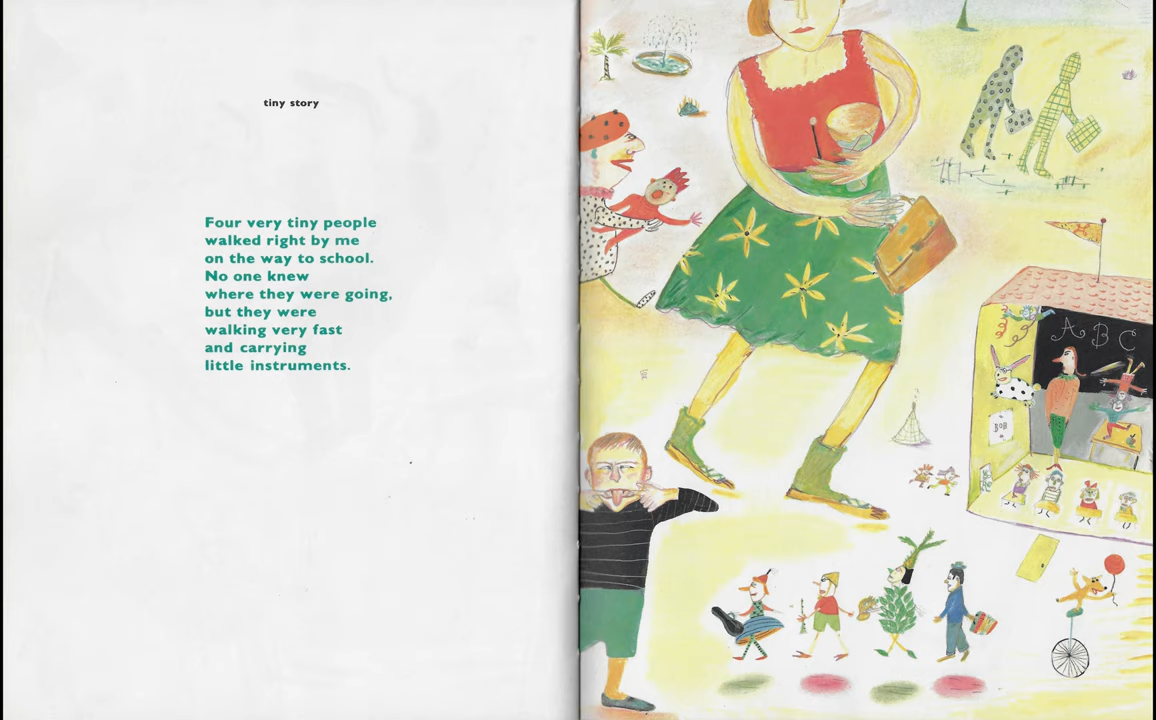 tiny story
Four very tiny people
walked right by me
on the way to school.
No one knew
where they were going,
but they were
walking very fast
and carrying
little instruments.
A B C
BOB